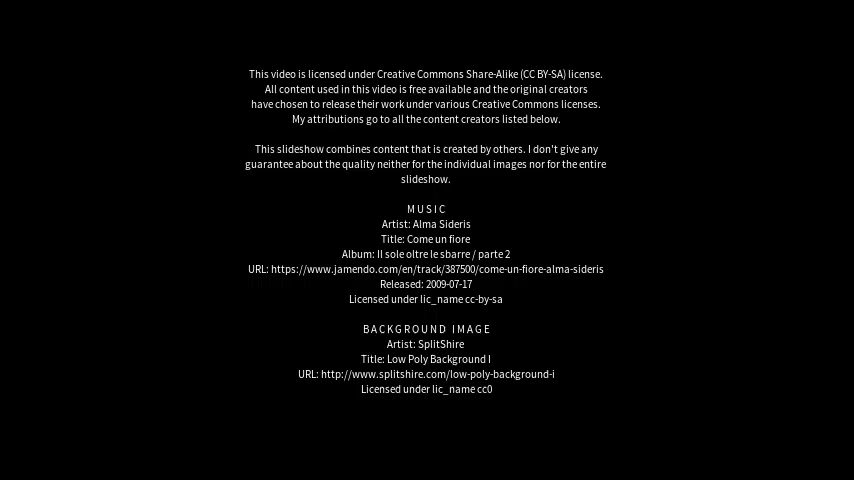 This video is licensed under Creative Commons Share-Alike (CC BY-SA) license.
All content used in this video is free available and the original creators
have chosen to release their work under various Creative Commons licenses.
My attributions go to all the content creators listed below.
This slideshow combines content that is created by others. I don't give any
guarantee about the quality neither for the individual images nor for the entire
slideshow.
MUSIC
Artist: Alma Sideris
Title: Come un fiore
Album: Il sole oltre le sbarre / parte 2
URL: https://www.jamendo.com/en/track/387500/come-un-fiore-alma-sideris
Released: 2009-07-17
Licensed under lic_name cc-by-sa
BACKGROUND IMAGE
Artist: SplitShire
Title: Low Poly Background I
URL: http://www.splitshire.com/low-poly-background-i
Licensed under lic_name cc0